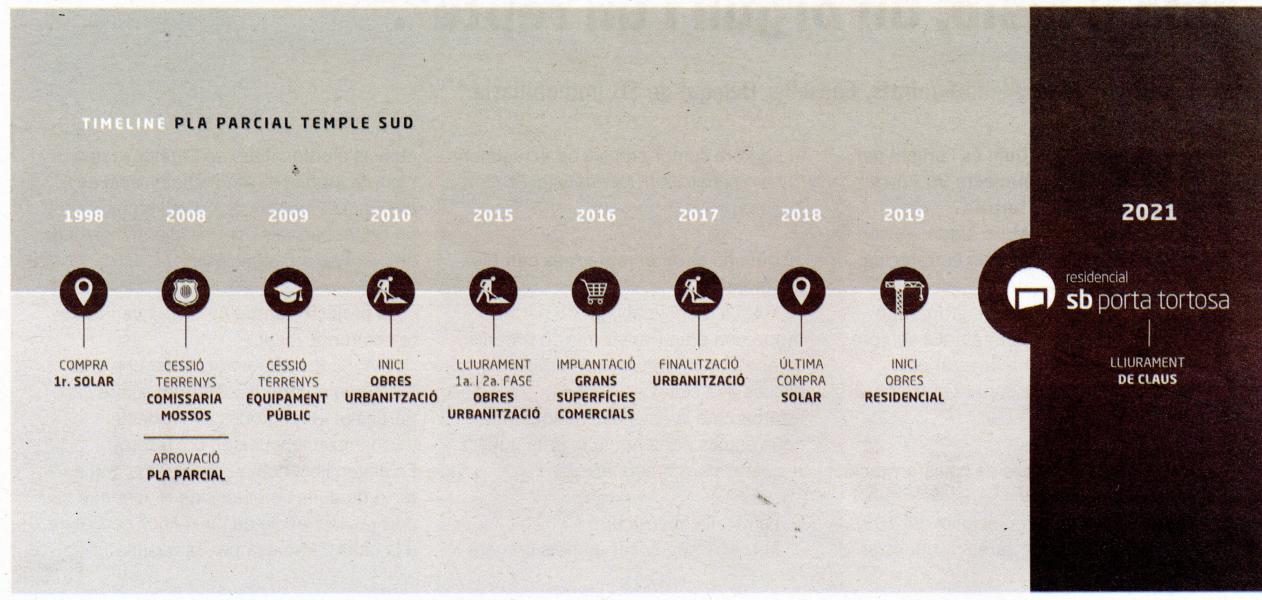 TIMELINE PLA PARCIAL TEMPLE SUD
1998
COMPRA
1r. SOLAR
2008
CESSIÓ
TERRENYS
COMISSARIA
MOSSOS
APROVACIÓ
PLA PARCIAL
2009
CESSIÓ
TERRENYS
EQUIPAMENT
PÚBLIC
2010
INICI
OBRES
URBANITZACIÓ
2015
LLIURAMENT
1a. i 2a. FASE
OBRES
URBANITZACIÓ
2016
IMPLANTACIÓ
GRANS
SUPERFÍCIES
COMERCIALS
2017
FINALITZACIÓ
URBANITZACIÓ
2018
ÚLTIMA
COMPRA
SOLAR
2019
INICI
OBRES
RESIDENCIAL
2021
residencial
sb porta tortosa
LLIURAMENT
DE CLAUS